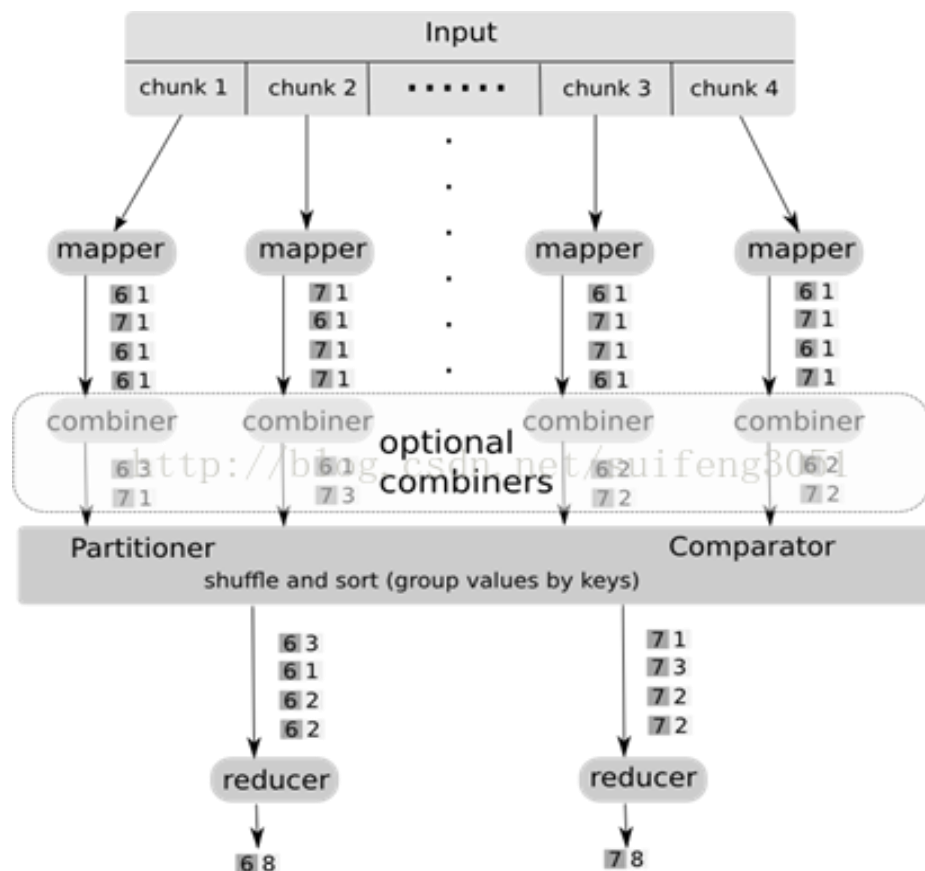 Input
chunk 1 chunk 2 ...... chunk 3 chunk 4
mapper mapper mapper mapper
6 1 7 1 6 1 6 1
7 1 6 1 7 1 7 1
6 1 7 1 7 1 6 1
6 1 7 1 6 1 7 1
combiner combiner combiner combiner
optional
combiners
http://blog.csdn.net/suifeng3051
6 3 6 1 6 2 6 2
7 1 7 3 7 2 7 2
Partitioner Comparator
shuffle and sort (group values by keys)
6 3 7 1
6 1 7 3
6 2 7 2
6 2 7 2
reducer reducer
6 8 7 8